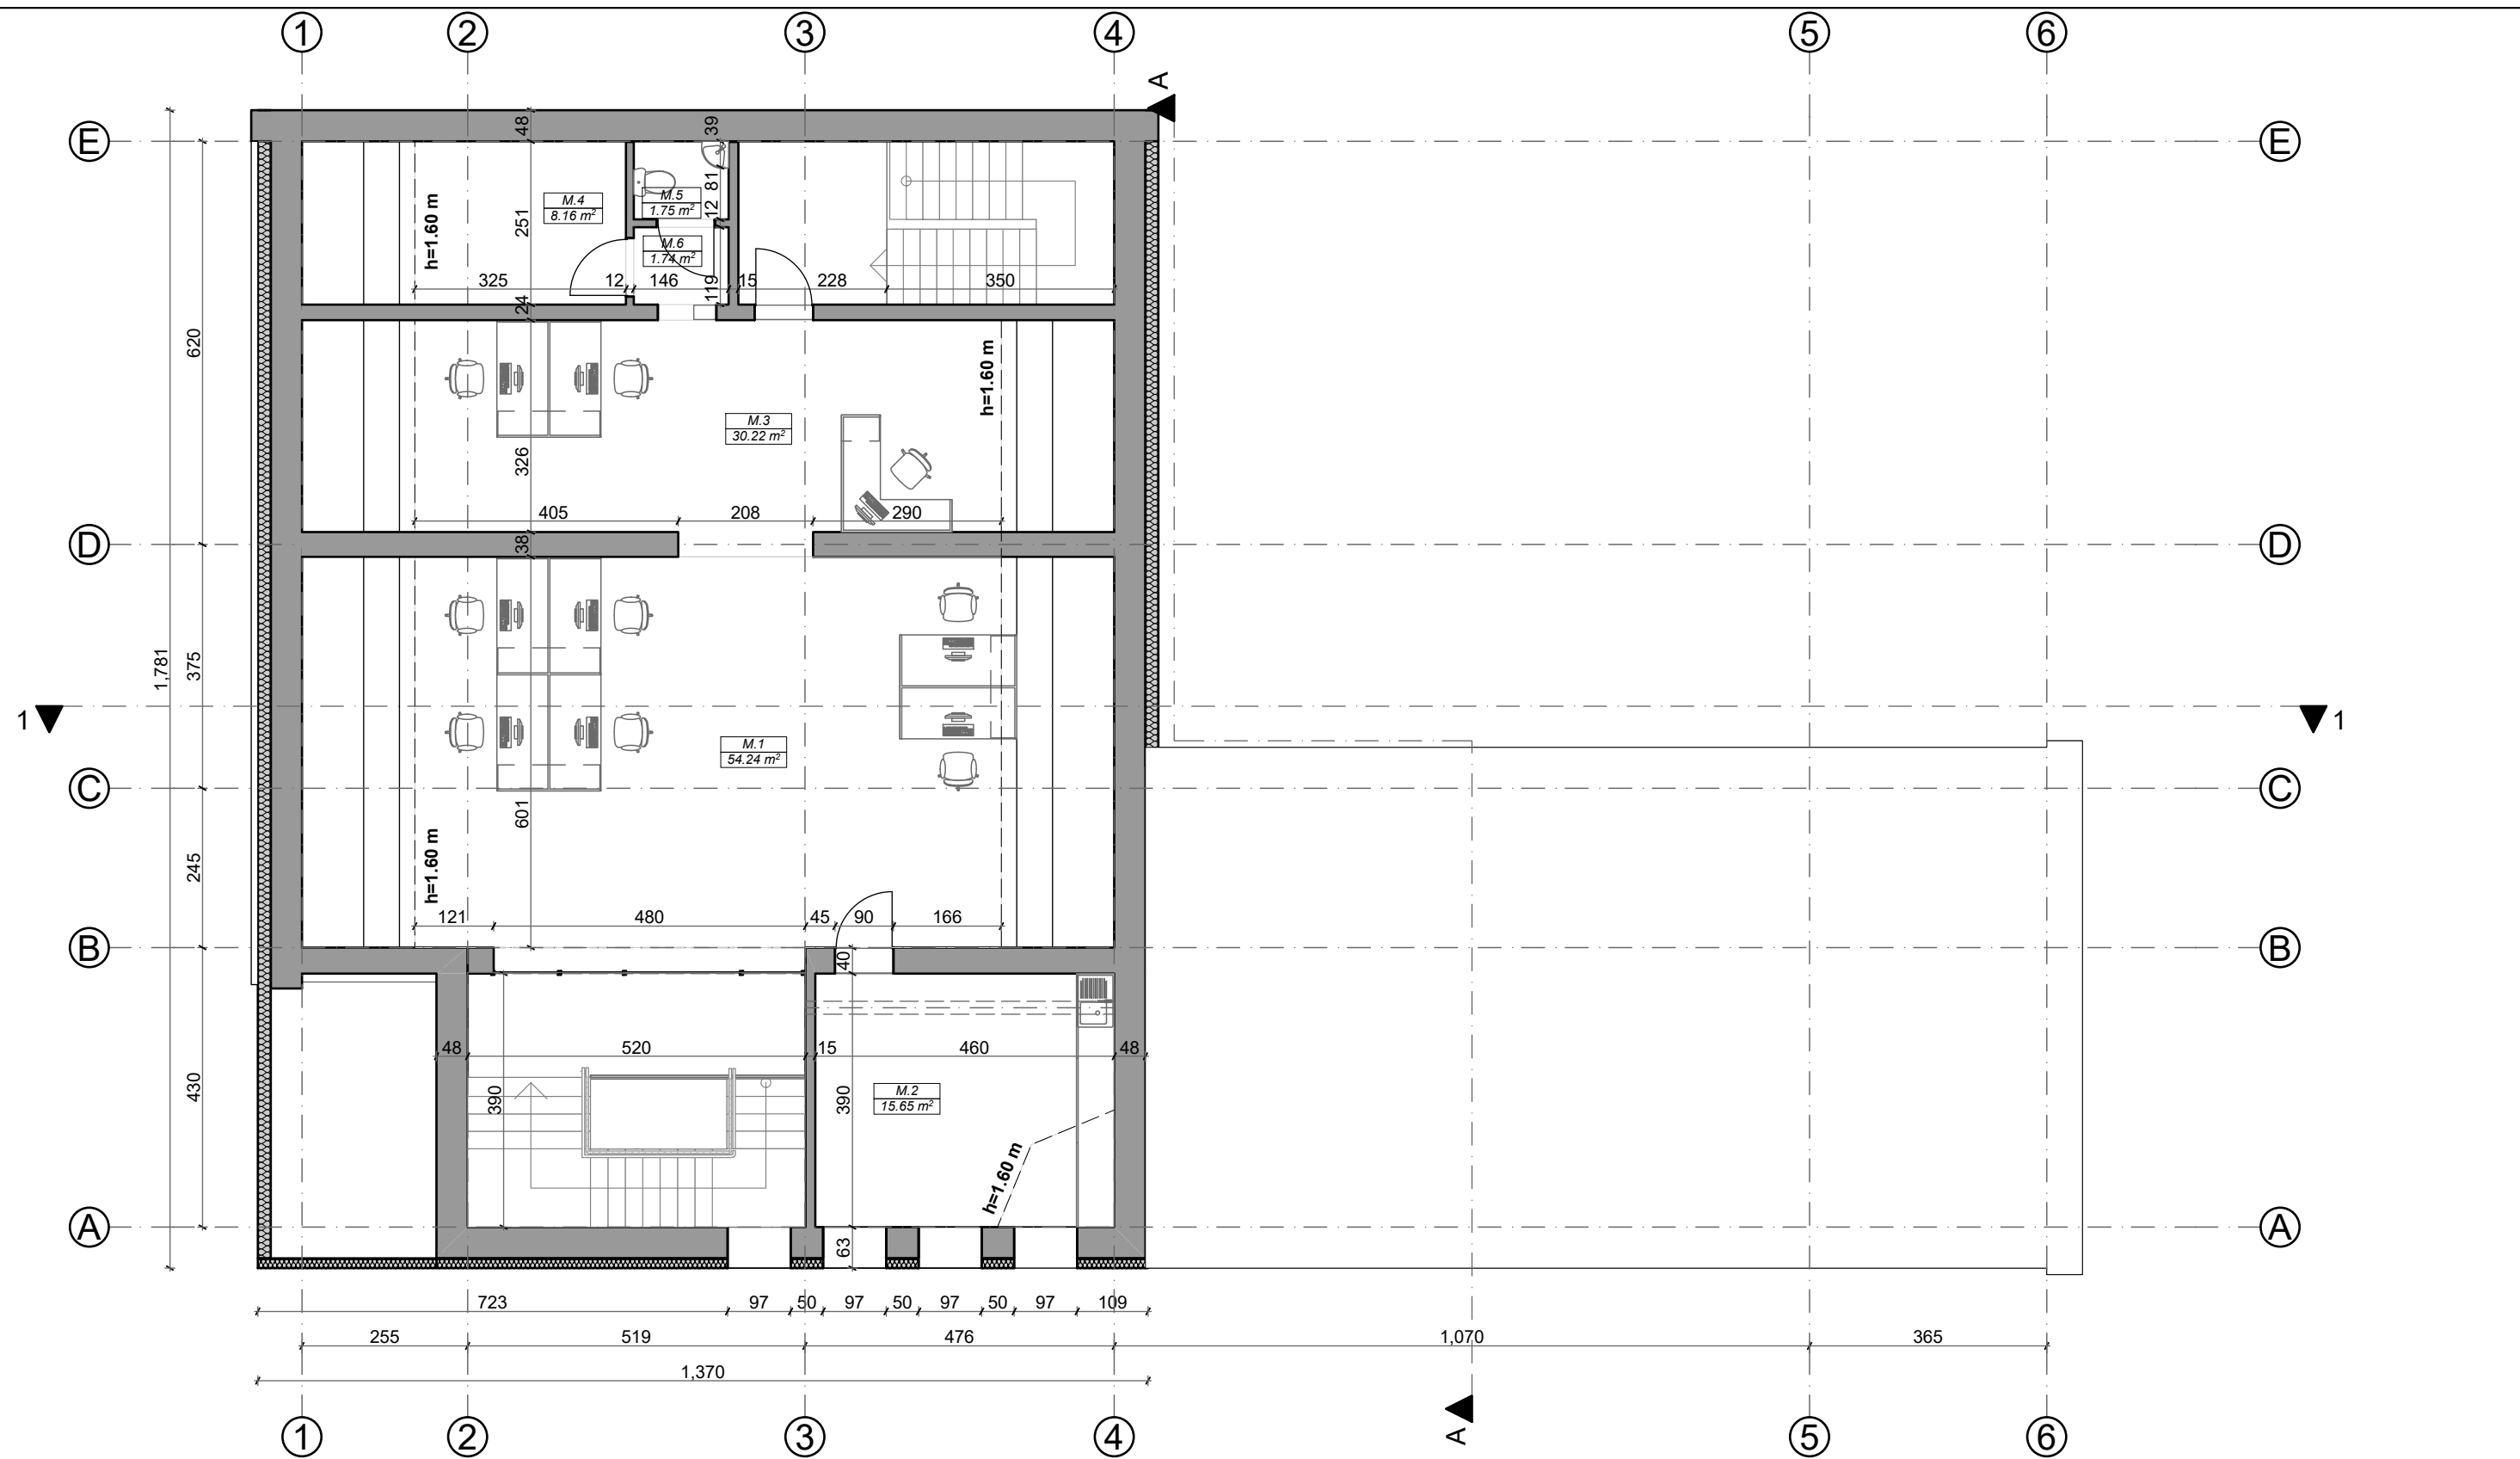 1 2 3 4 5 6
A
E E
48 39
h=1.60 m
251
M.4
8.16 m²
M.5
1.75 m²
81
12
M.6
1.74 m²
119
325 12 146 15 228 350
24
620
h=1.60 m
M.3
30.22 m²
326
405 208 290
D D
38
1,781
375
1 1
M.1
54.24 m²
C C
601
245
h=1.60 m
121 480 45 90 166
B B
40
48 520 15 460 48
430
390 390
M.2
15.65 m²
h=1.60 m
A A
63
723 97 50 97 50 97 50 97 109
255 519 476 1,070 365
1,370
A
1 2 3 4 5 6